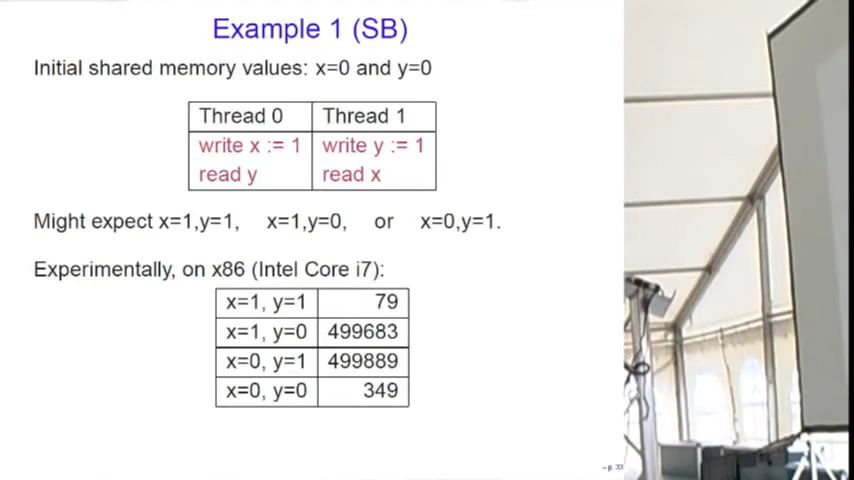 Example 1 (SB)
Initial shared memory values: x=0 and y=0
Thread 0 Thread 1
write x := 1 write y := 1
read y read x
Might expect x=1,y=1, x=1,y=0, or x=0,y=1.
Experimentally, on x86 (Intel Core i7):
x=1, y=1 79
x=1, y=0 499683
x=0, y=1 499889
x=0, y=0 349
– p. 33